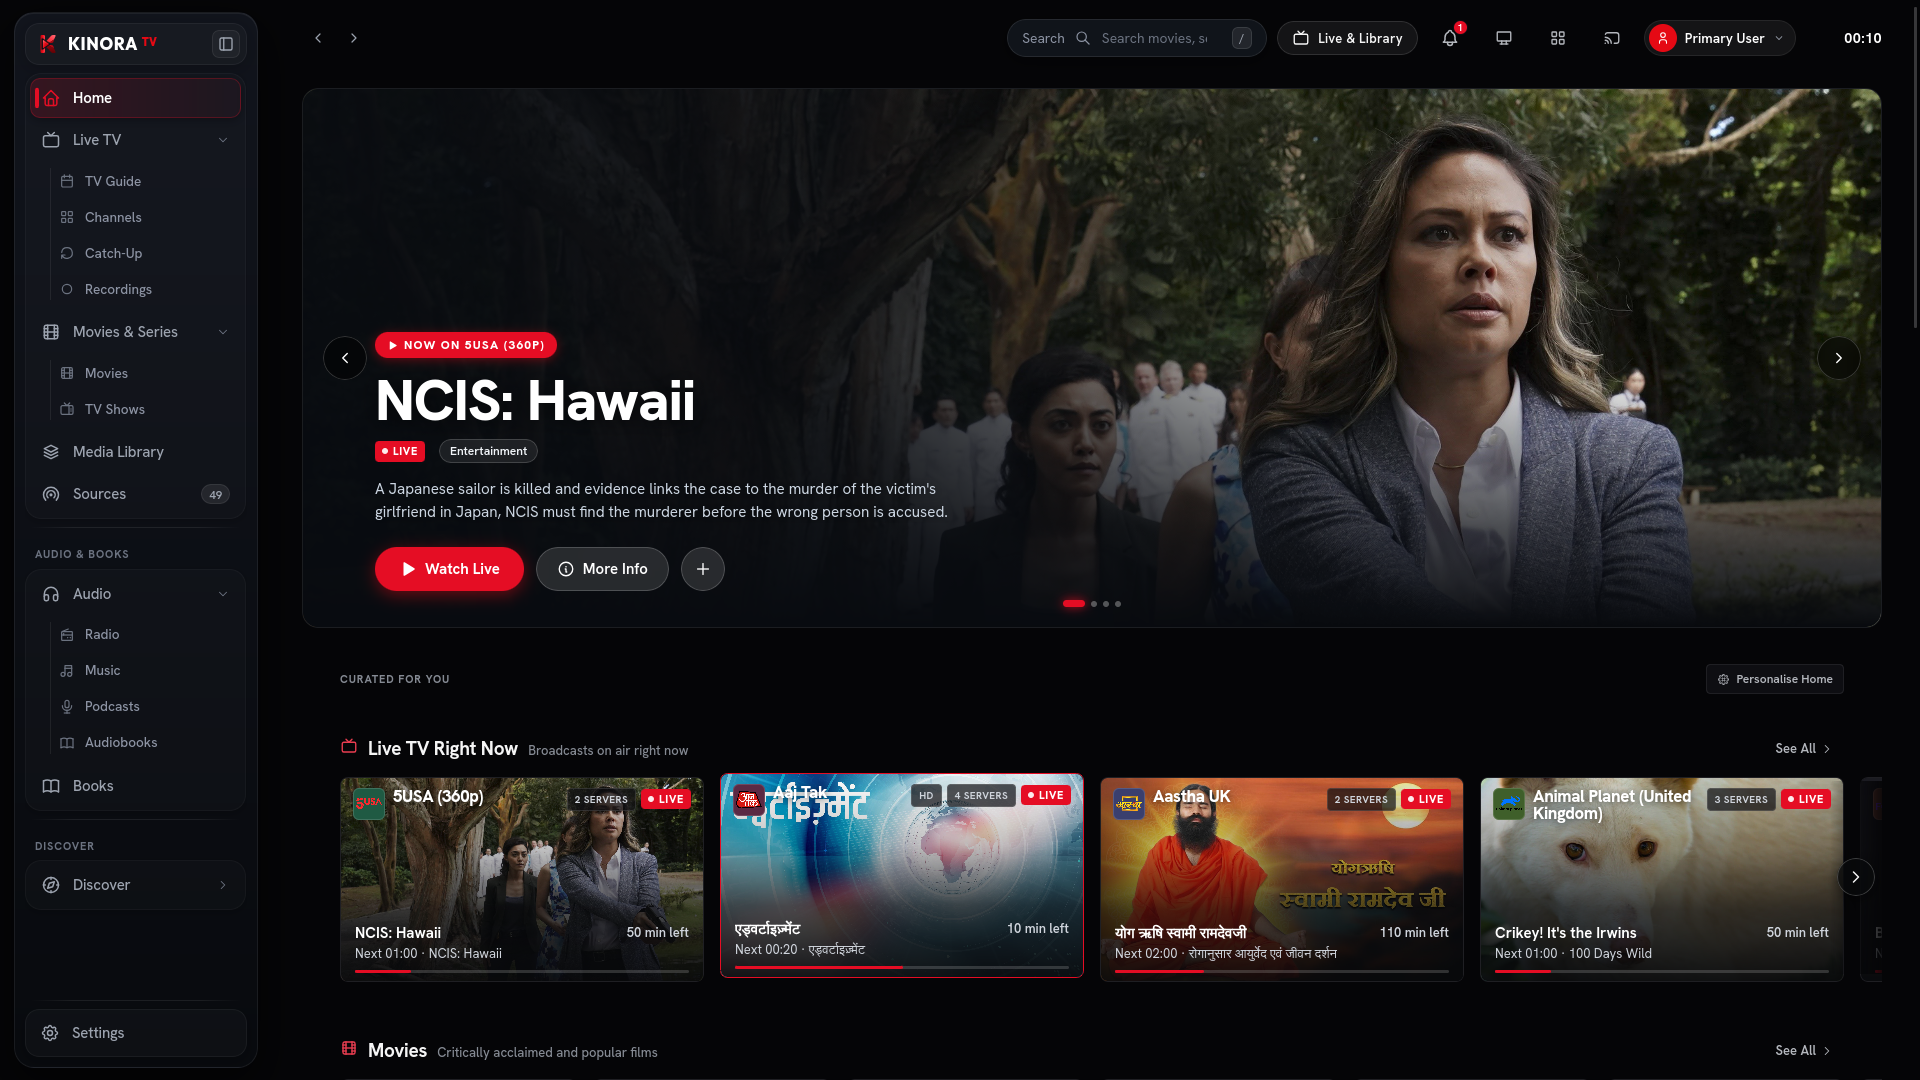 KINORA TV
Home
Live TV
TV Guide
Channels
Catch-Up
Recordings
Movies & Series
Movies
TV Shows
Media Library
Sources 49
AUDIO & BOOKS
Audio
Radio
Music
Podcasts
Audiobooks
Books
DISCOVER
Discover
Settings
Search Search movies, s /
Live & Library
1
Primary User
00:10
NOW ON 5USA (360P)
NCIS: Hawaii
LIVE Entertainment
A Japanese sailor is killed and evidence links the case to the murder of the victim's
girlfriend in Japan, NCIS must find the murderer before the wrong person is accused.
Watch Live
More Info
CURATED FOR YOU
Personalise Home
Live TV Right Now Broadcasts on air right now
See All
5USA
5USA (360p)
2 SERVERS
LIVE
NCIS: Hawaii
50 min left
Next 01:00 · NCIS: Hawaii
Aaj Tak
HD
4 SERVERS
LIVE
एड्वर्टाइज़्मेंट
10 min left
Next 00:20 · एड्वर्टाइज़्मेंट
Aastha UK
2 SERVERS
LIVE
योगऋषि
स्वामी रामदेव जी
योग ऋषि स्वामी रामदेवजी
110 min left
Next 02:00 · रोगानुसार आयुर्वेद एवं जीवन दर्शन
Animal Planet (United
Kingdom)
3 SERVERS
LIVE
Crikey! It's the Irwins
50 min left
Next 01:00 · 100 Days Wild
Movies Critically acclaimed and popular films
See All